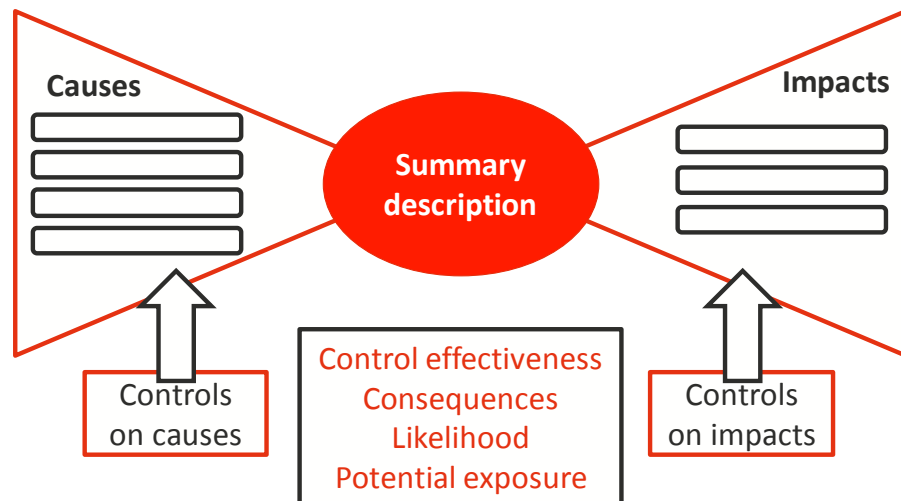 Causes
Impacts
Summary
description
Controls
on causes
Control effectiveness
Consequences
Likelihood
Potential exposure
Controls
on impacts